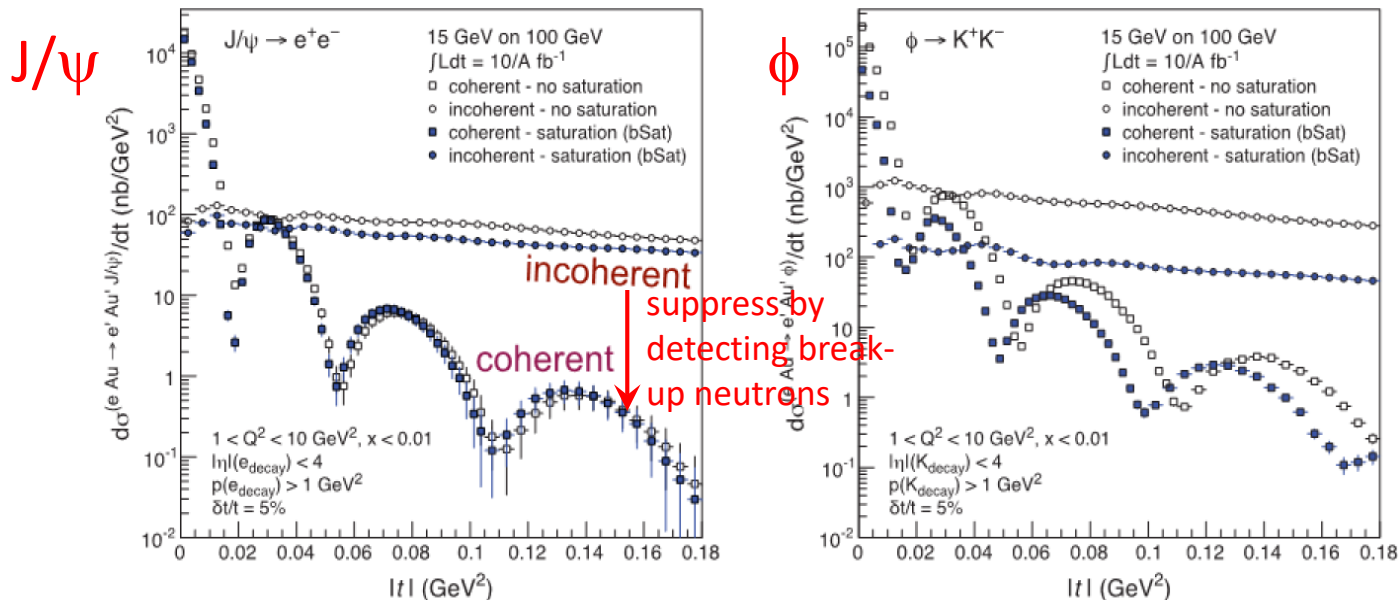 J/ψ
J/ψ → e⁺e⁻
15 GeV on 100 GeV
∫Ldt = 10/A fb⁻¹
coherent - no saturation
incoherent - no saturation
coherent - saturation (bSat)
incoherent - saturation (bSat)
dσ(e Au → e' Au' J/ψ)/dt (nb/GeV²)
10⁴
10³
10²
10
1
10⁻¹
10⁻²
incoherent
coherent
suppress by
detecting break-
up neutrons
1 < Q² < 10 GeV², x < 0.01
|η|(e_decay) < 4
p(e_decay) > 1 GeV²
δt/t = 5%
0 0.02 0.04 0.06 0.08 0.1 0.12 0.14 0.16 0.18
|t| (GeV²)
ϕ
ϕ → K⁺K⁻
15 GeV on 100 GeV
∫Ldt = 10/A fb⁻¹
coherent - no saturation
incoherent - no saturation
coherent - saturation (bSat)
incoherent - saturation (bSat)
dσ(e Au → e' Au' ϕ)/dt (nb/GeV²)
10⁵
10⁴
10³
10²
10
1
10⁻¹
10⁻²
1 < Q² < 10 GeV², x < 0.01
|η|(K_decay) < 4
p(K_decay) > 1 GeV²
δt/t = 5%
0 0.02 0.04 0.06 0.08 0.1 0.12 0.14 0.16 0.18
|t| (GeV²)